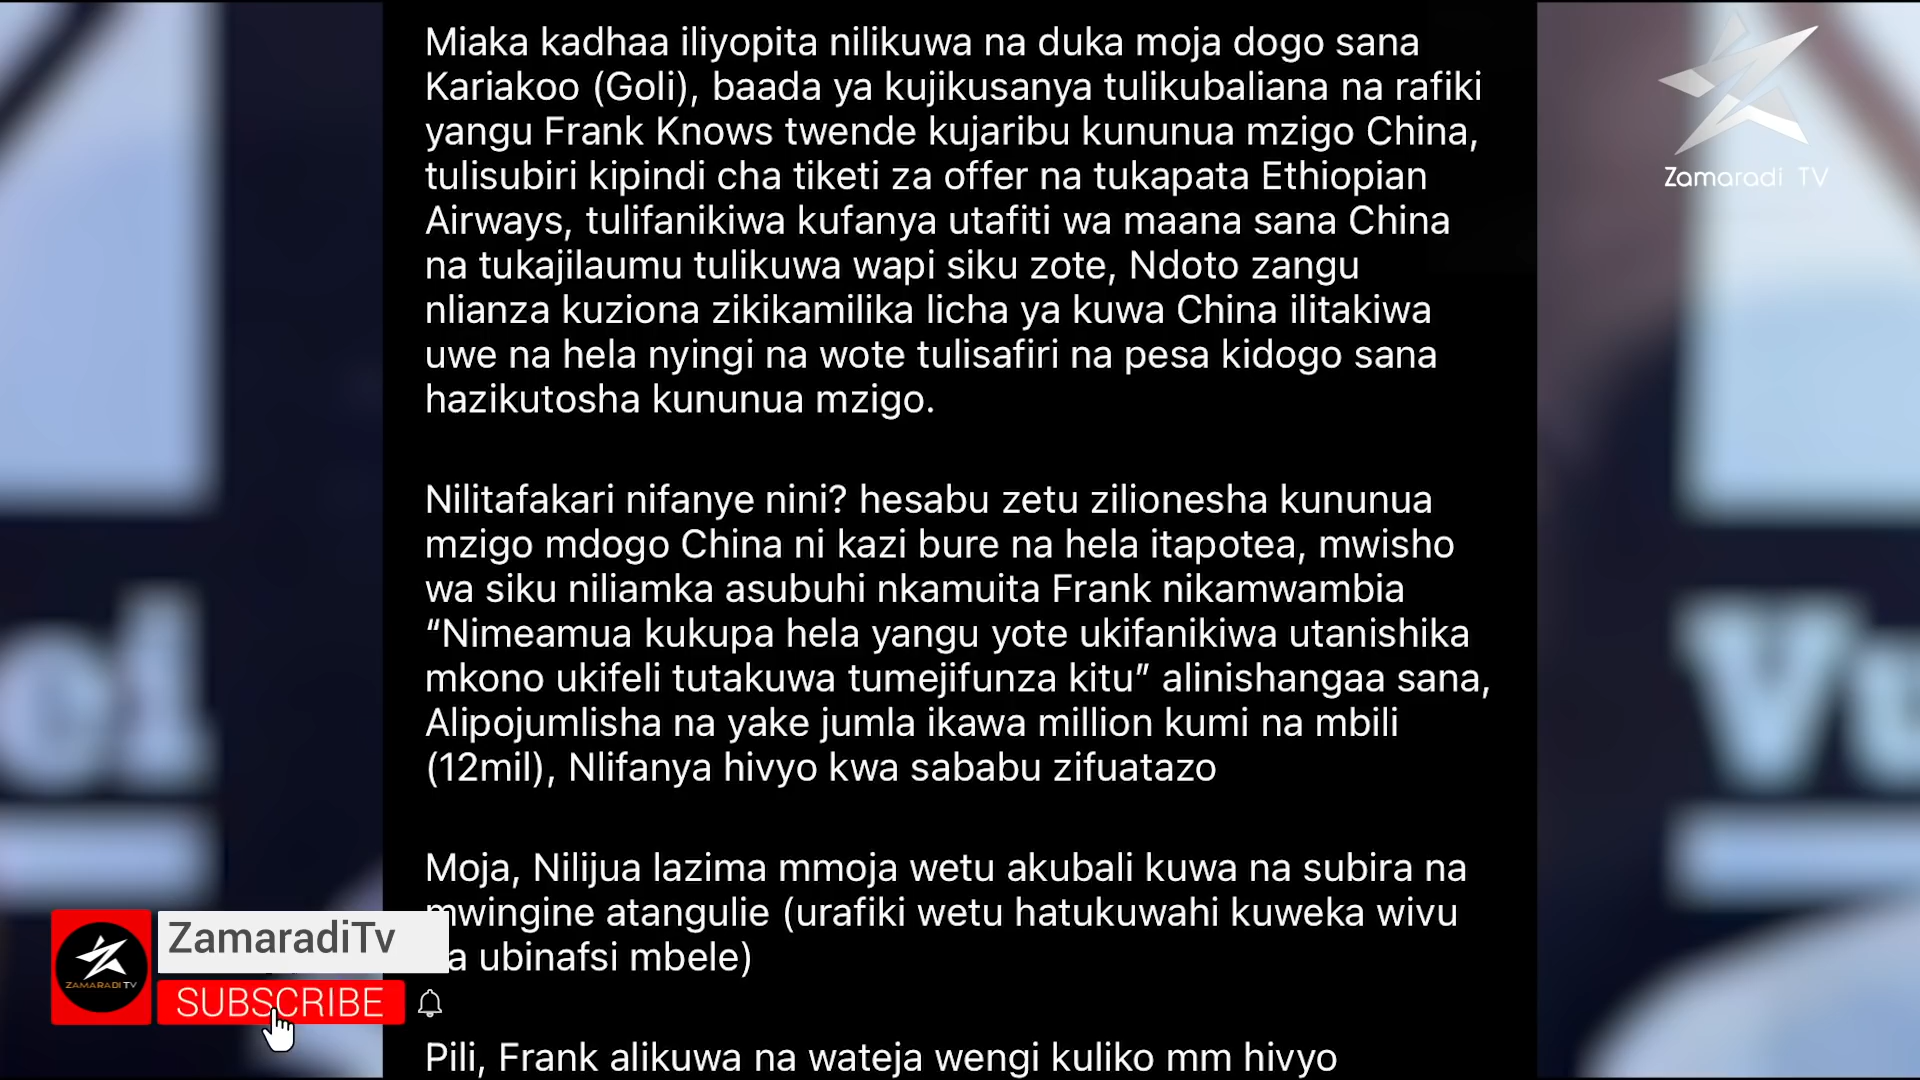 Miaka kadhaa iliyopita nilikuwa na duka moja dogo sana
Kariakoo (Goli), baada ya kujikusanya tulikubaliana na rafiki
yangu Frank Knows twende kujaribu kununua mzigo China,
tulisubiri kipindi cha tiketi za offer na tukapata Ethiopian
Airways, tulifanikiwa kufanya utafiti wa maana sana China
na tukajilaumu tulikuwa wapi siku zote, Ndoto zangu
nlianza kuziona zikikamilika licha ya kuwa China ilitakiwa
uwe na hela nyingi na wote tulisafiri na pesa kidogo sana
hazikutosha kununua mzigo.
Nilitafakari nifanye nini? hesabu zetu zilionesha kununua
mzigo mdogo China ni kazi bure na hela itapotea, mwisho
wa siku niliamka asubuhi nkamuita Frank nikamwambia
“Nimeamua kukupa hela yangu yote ukifanikiwa utanishika
mkono ukifeli tutakuwa tumejifunza kitu” alinishangaa sana,
Alipojumlisha na yake jumla ikawa million kumi na mbili
(12mil), Nlifanya hivyo kwa sababu zifuatazo
Moja, Nilijua lazima mmoja wetu akubali kuwa na subira na
mwingine atangulie (urafiki wetu hatukuwahi kuweka wivu
ubinafsi mbele)
Pili, Frank alikuwa na wateja wengi kuliko mm hivyo
Zamaradi TV
ZamaradiTv
SUBSCRIBE
ZAMARADI TV
el
Vu